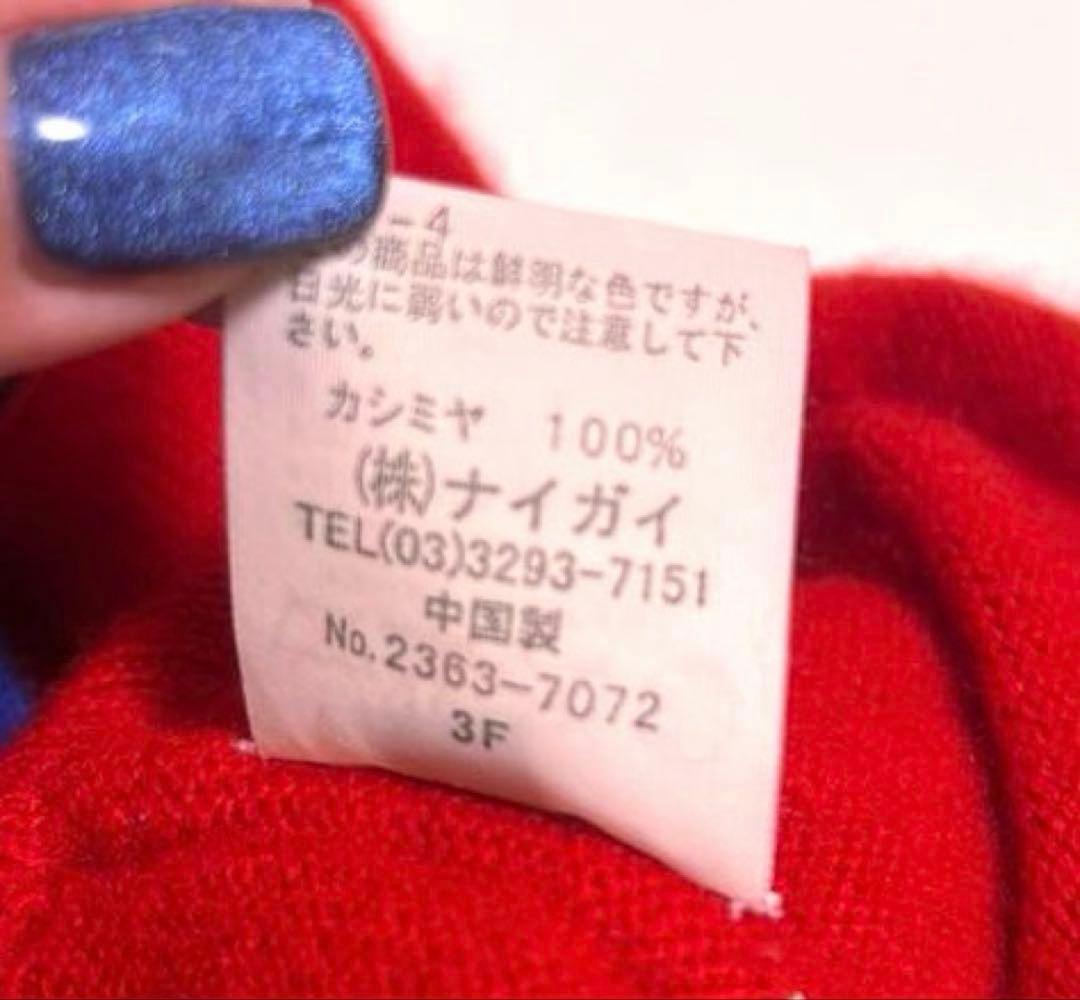 -4
の商品は鮮明な色ですが、
日光に弱いので注意して下
さい。
カシミヤ 100%
(株)ナイガイ
TEL(03)3293-7151
中国製
No.2363-7072
3F